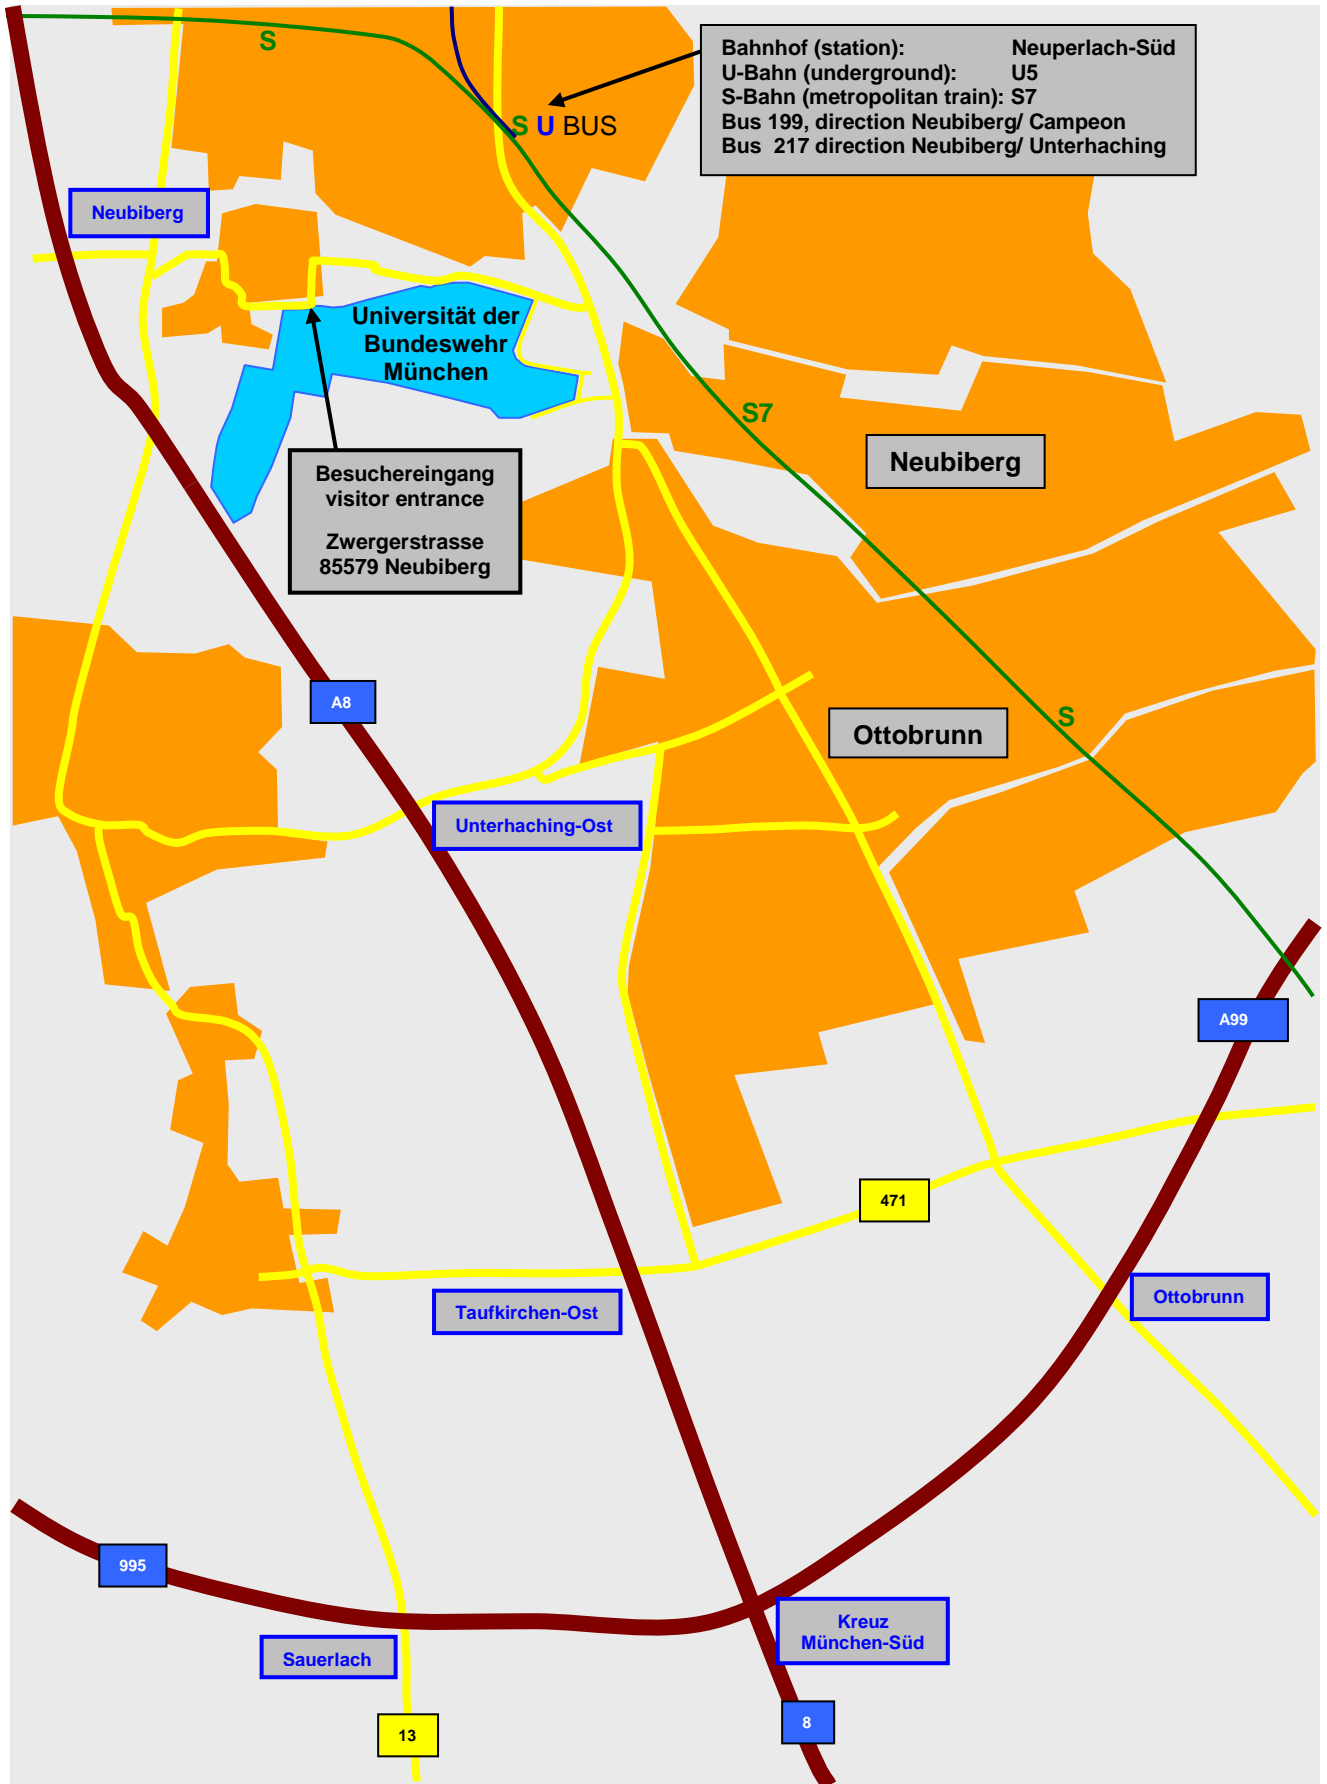 S
Bahnhof (station): Neuperlach-Süd
U-Bahn (underground): U5
S-Bahn (metropolitan train): S7
Bus 199, direction Neubiberg/ Campeon
Bus 217 direction Neubiberg/ Unterhaching
S U BUS
Neubiberg
Universität der
Bundeswehr
München
S7
Neubiberg
Besuchereingang
visitor entrance
Zwergerstrasse
85579 Neubiberg
A8
S
Ottobrunn
Unterhaching-Ost
A99
471
Ottobrunn
Taufkirchen-Ost
995
Kreuz
München-Süd
Sauerlach
8
13